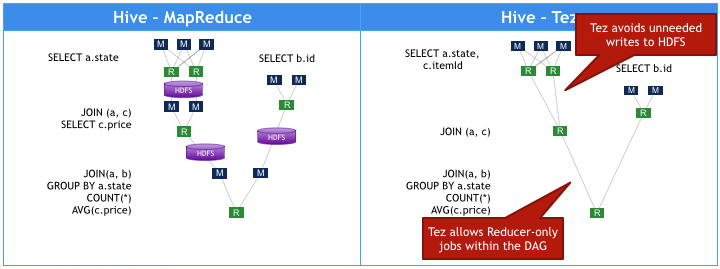 Hive – MapReduce
M M M
SELECT a.state
R R
HDFS
SELECT b.id
M M
M M
R
JOIN (a, c)
SELECT c.price
R
HDFS
HDFS
JOIN(a, b)
GROUP BY a.state
COUNT(*)
AVG(c.price)
M
M
R
Hive – Tez
Tez avoids unneeded
writes to HDFS
M M M
SELECT a.state,
c.itemId
R R
SELECT b.id
M M
R
JOIN (a, c)
R
JOIN(a, b)
GROUP BY a.state
COUNT(*)
AVG(c.price)
R
Tez allows Reducer-only
jobs within the DAG